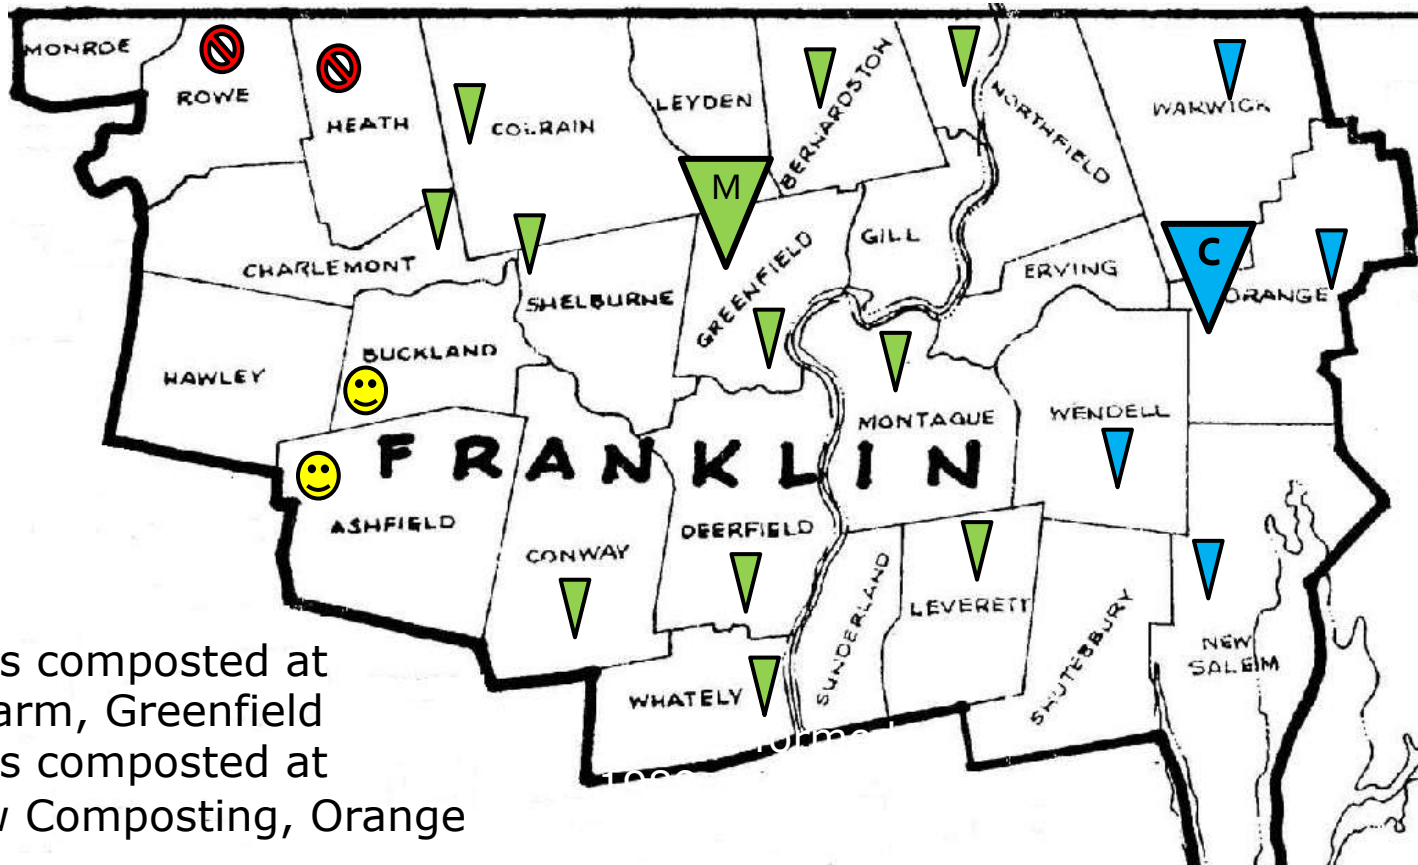 MONROE
ROWE
HEATH
COLRAIN
LEYDEN
BERNARDSTON
NORTHFIELD
WARWICK
M
CHARLEMONT
SHELBURNE
GREENFIELD
GILL
ERVING
C
ORANGE
HAWLEY
BUCKLAND
MONTAGUE
WENDELL
FRANKLIN
ASHFIELD
CONWAY
DEERFIELD
SUNDERLAND
LEVERETT
SHUTESBURY
NEW
SALEM
WHATELY
s composted at
arm, Greenfield
s composted at
w Composting, Orange